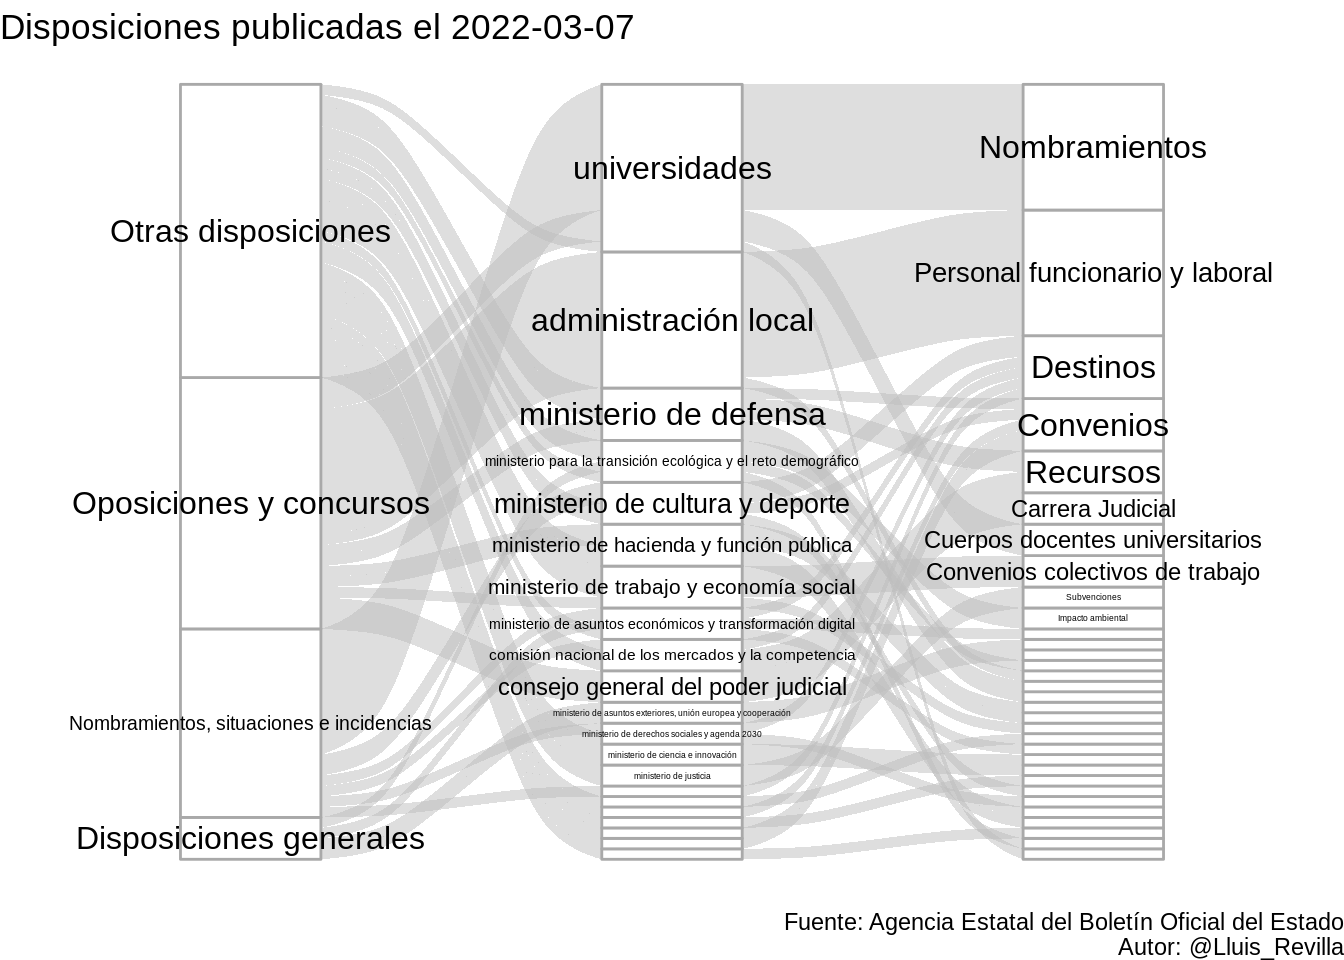 Disposiciones publicadas el 2022-03-07
Otras disposiciones
Oposiciones y concursos
Nombramientos, situaciones e incidencias
Disposiciones generales
universidades
administración local
ministerio de defensa
ministerio para la transición ecológica y el reto demográfico
ministerio de cultura y deporte
ministerio de hacienda y función pública
ministerio de trabajo y economía social
ministerio de asuntos económicos y transformación digital
comisión nacional de los mercados y la competencia
consejo general del poder judicial
ministerio de asuntos exteriores, unión europea y cooperación
ministerio de derechos sociales y agenda 2030
ministerio de ciencia e innovación
ministerio de justicia
Nombramientos
Personal funcionario y laboral
Destinos
Convenios
Recursos
Carrera Judicial
Cuerpos docentes universitarios
Convenios colectivos de trabajo
Subvenciones
Impacto ambiental
Fuente: Agencia Estatal del Boletín Oficial del Estado
Autor: @Lluis_Revilla